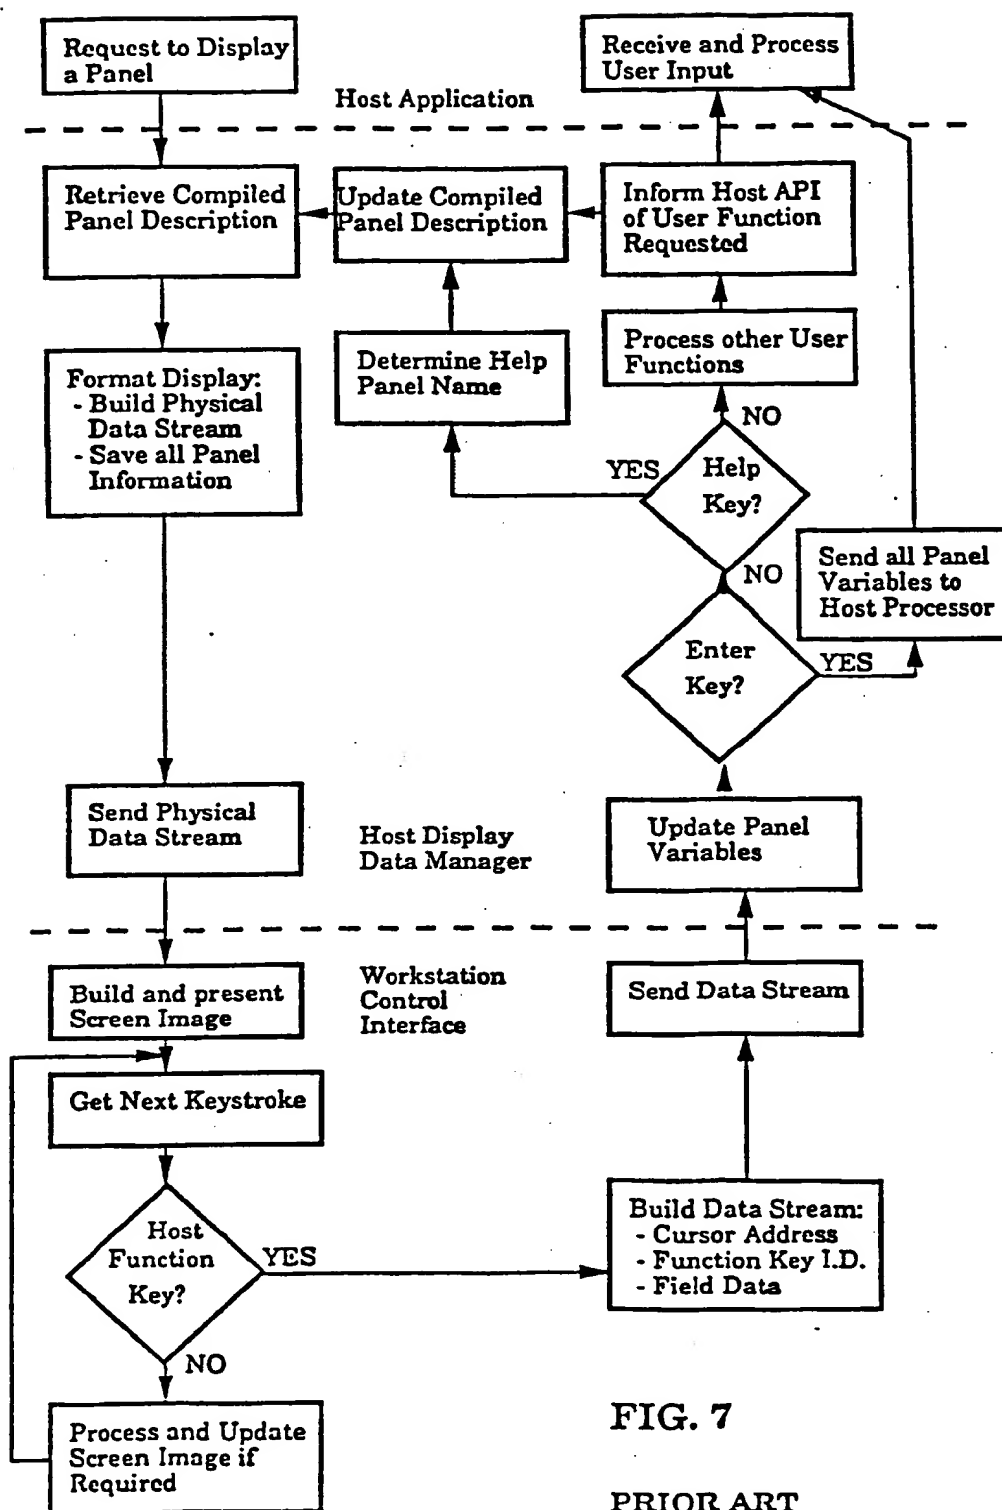 Request to Display
a Panel
Receive and Process
User Input
Host Application
Retrieve Compiled
Panel Description
Update Compiled
Panel Description
Inform Host API
of User Function
Requested
Format Display:
- Build Physical
Data Stream
- Save all Panel
Information
Determine Help
Panel Name
Process other User
Functions
NO
YES
Help
Key?
NO
Send all Panel
Variables to
Host Processor
Enter
Key?
YES
Send Physical
Data Stream
Host Display
Data Manager
Update Panel
Variables
Build and present
Screen Image
Workstation
Control
Interface
Send Data Stream
Get Next Keystroke
Host
Function
Key?
YES
NO
Build Data Stream:
- Cursor Address
- Function Key I.D.
- Field Data
Process and Update
Screen Image if
Required
FIG. 7
PRIOR ART